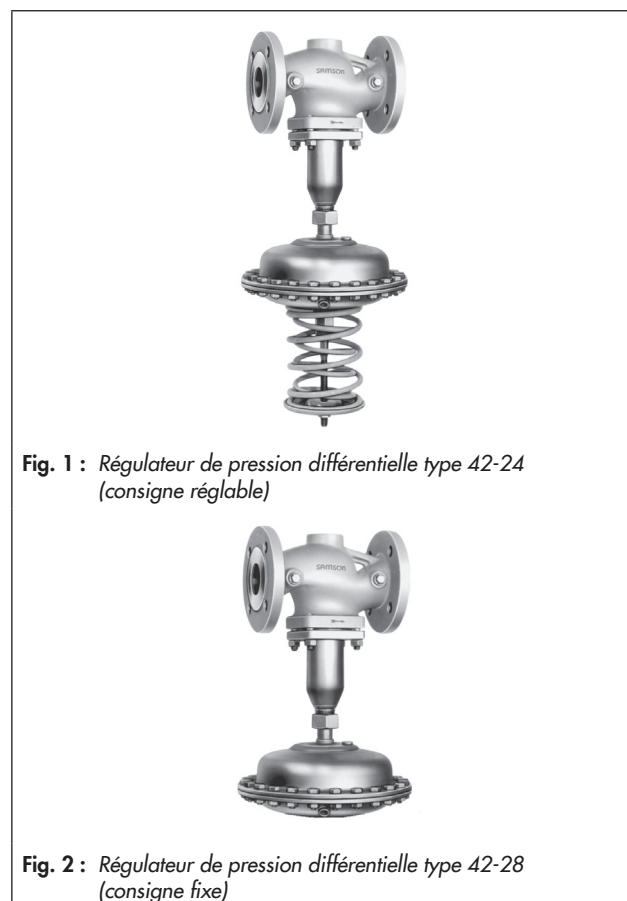 SAMSON
Fig. 1 : Régulateur de pression différentielle type 42-24
(consigne réglable)
SAMSON
Fig. 2 : Régulateur de pression différentielle type 42-28
(consigne fixe)